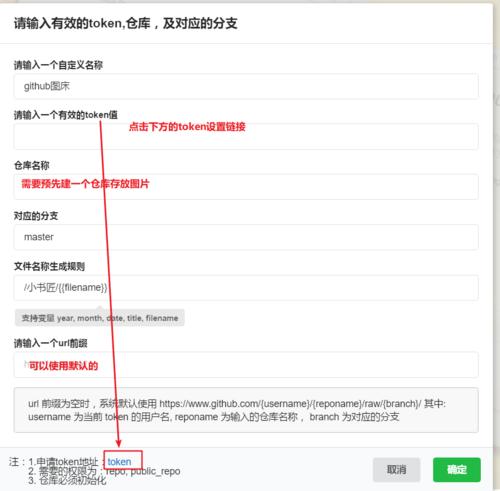 请输入有效的token,仓库，及对应的分支
请输入一个自定义名称
github图床
请输入一个有效的token值
点击下方的token设置链接
仓库名称
需要预先建一个仓库存放图片
对应的分支
master
文件名称生成规则
/小书匠/{{filename}}
支持变量 year, month, date, title, filename
请输入一个url前缀
可以使用默认的
url 前缀为空时，系统默认使用 https://www.github.com/{username}/{reponame}/raw/{branch}/ 其中:
username 为当前 token 的用户名, reponame 为输入的仓库名称， branch 为对应的分支
注：1.申请token地址：token
2. 需要的权限为：repo, public_repo
3. 仓库必须初始化
取消
确定